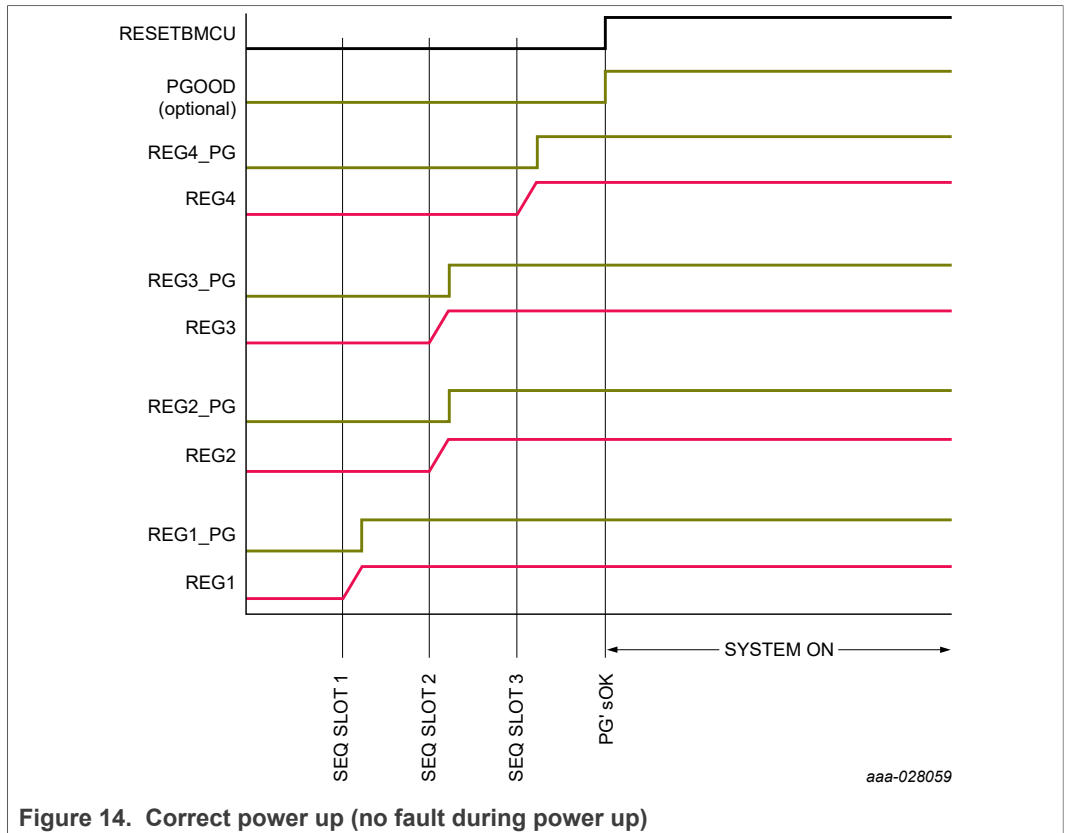 RESETBMCU
PGOOD
(optional)
REG4_PG
REG4
REG3_PG
REG3
REG2_PG
REG2
REG1_PG
REG1
SYSTEM ON
SEQ SLOT 1
SEQ SLOT 2
SEQ SLOT 3
PG' sOK
aaa-028059
Figure 14. Correct power up (no fault during power up)